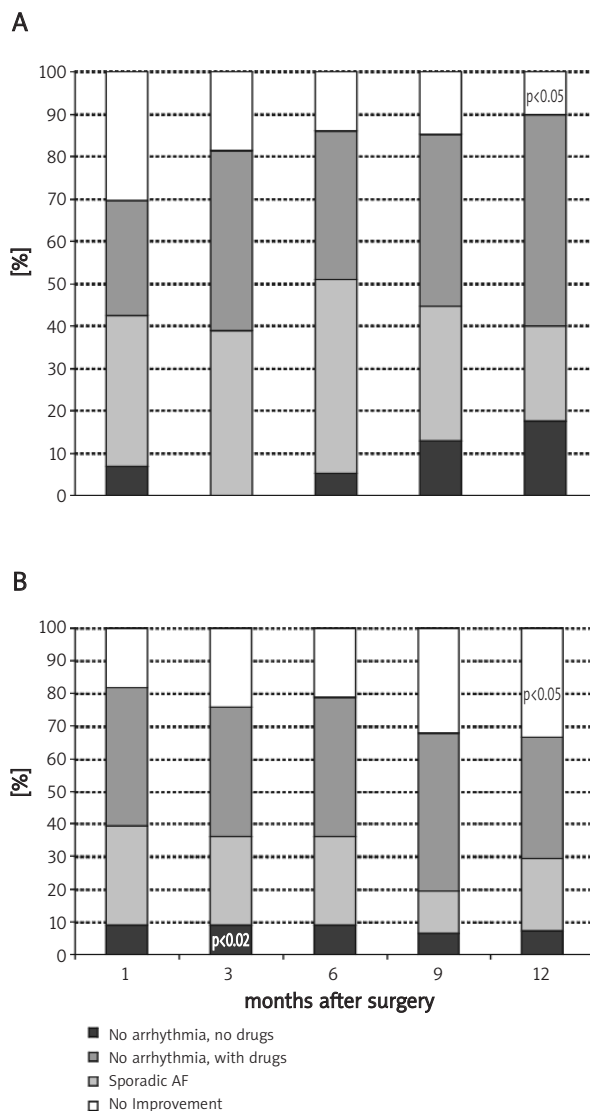 A
100
90
80
70
60
50
40
30
20
10
0
[%]
p<0.05
B
100
90
80
70
60
50
40
30
20
10
0
[%]
p<0.05
p<0.02
1 3 6 9 12
months after surgery
No arrhythmia, no drugs
No arrhythmia, with drugs
Sporadic AF
No Improvement